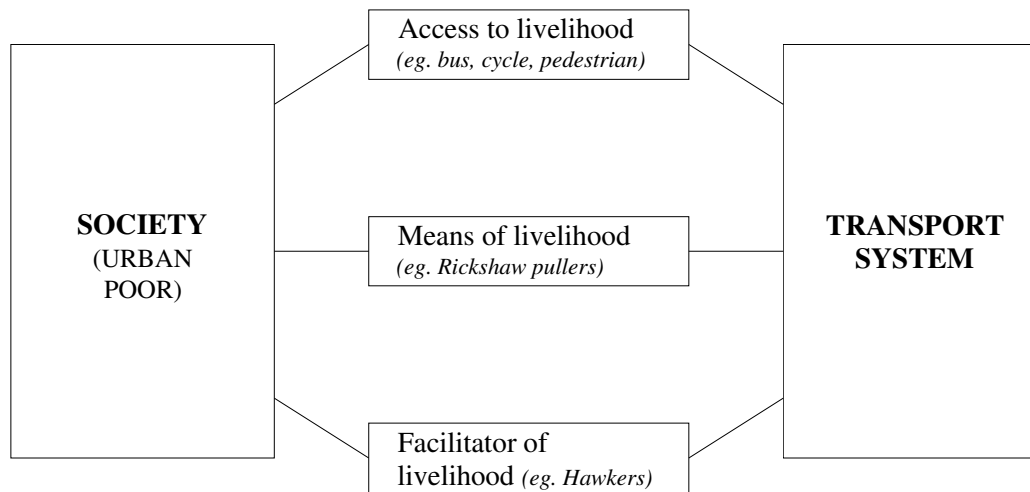 Access to livelihood
(eg. bus, cycle, pedestrian)
SOCIETY
(URBAN
POOR)
Means of livelihood
(eg. Rickshaw pullers)
TRANSPORT
SYSTEM
Facilitator of
livelihood (eg. Hawkers)